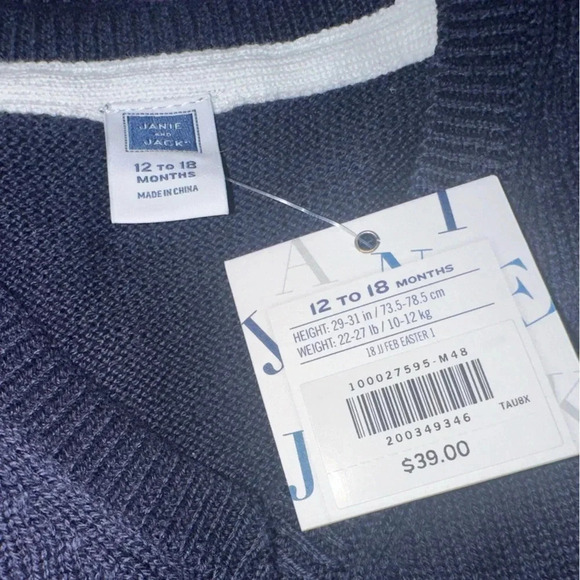 JANIE
AND
JACK
12 TO 18
MONTHS
MADE IN CHINA
JANIE
J
12 TO 18 MONTHS
HEIGHT: 29-31 in / 73.5-78.5 cm
WEIGHT: 22-27 lb / 10-12 kg
18 JJ FEB EASTER 1
100027595-M48
200349346
TAU8X
$39.00